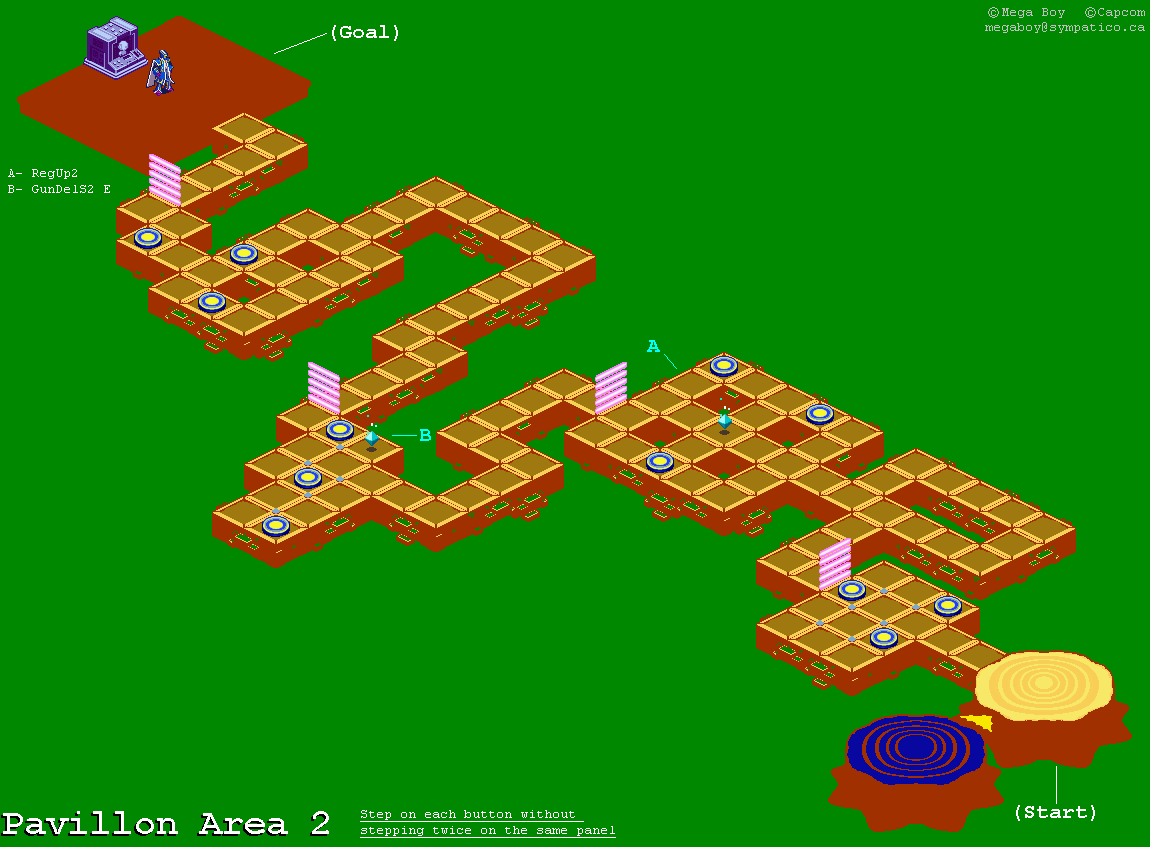 (Goal)
©Mega Boy ©Capcom
megaboy@sympatico.ca
A- RegUp2
B- GunDelS2 E
A
B
(Start)
Pavillon Area 2
Step on each button without
stepping twice on the same panel